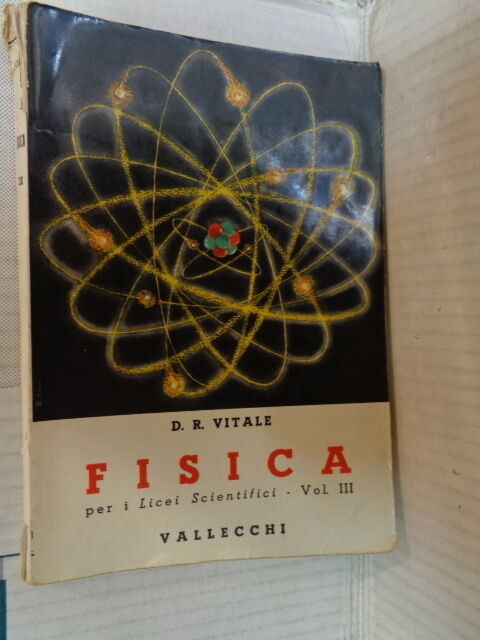 D. R. VITALE
FISICA
per i Licei Scientifici - Vol. III
VALLECCHI